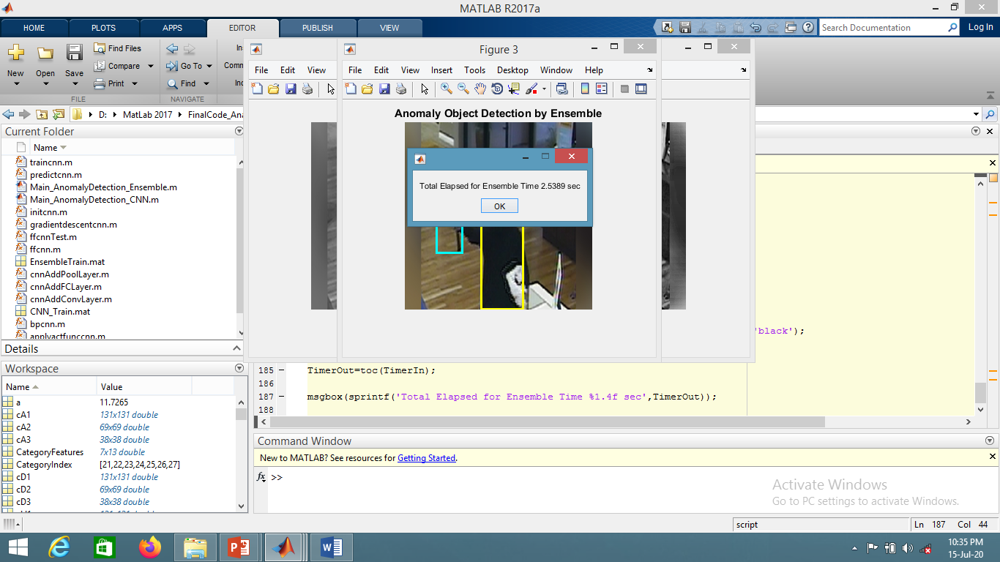 MATLAB R2017a
HOME PLOTS APPS EDITOR PUBLISH VIEW
Search Documentation
Log In
New Open Save
Find Files
Compare
Print
Go To
Find
FILE NAVIGATE
D: MatLab 2017 FinalCode_Ana
Current Folder
Name
traincnn.m
predictcnn.m
Main_AnomalyDetection_Ensemble.m
Main_AnomalyDetection_CNN.m
initcnn.m
gradientdescentcnn.m
ffcnnTest.m
ffcnn.m
EnsembleTrain.mat
cnnAddPoolLayer.m
cnnAddFCLayer.m
cnnAddConvLayer.m
CNN_Train.mat
bpcnn.m
applyactfunccnn.m
Details
Workspace
Name Value
a 11.7265
cA1 131x131 double
cA2 69x69 double
cA3 38x38 double
CategoryFeatures 7x13 double
CategoryIndex [21,22,23,24,25,26,27]
cD1 131x131 double
cD2 69x69 double
cD3 38x38 double
File Edit View
Figure 3
File Edit View Insert Tools Desktop Window Help
Anomaly Object Detection by Ensemble
Total Elapsed for Ensemble Time 2.5389 sec
OK
'black');
185 TimerOut=toc(TimerIn);
186
187 msgbox(sprintf('Total Elapsed for Ensemble Time %1.4f sec',TimerOut));
188
Command Window
New to MATLAB? See resources for Getting Started.
fx >>
Activate Windows
Go to PC settings to activate Windows.
script
Ln 187 Col 44
10:35 PM
15-Jul-20